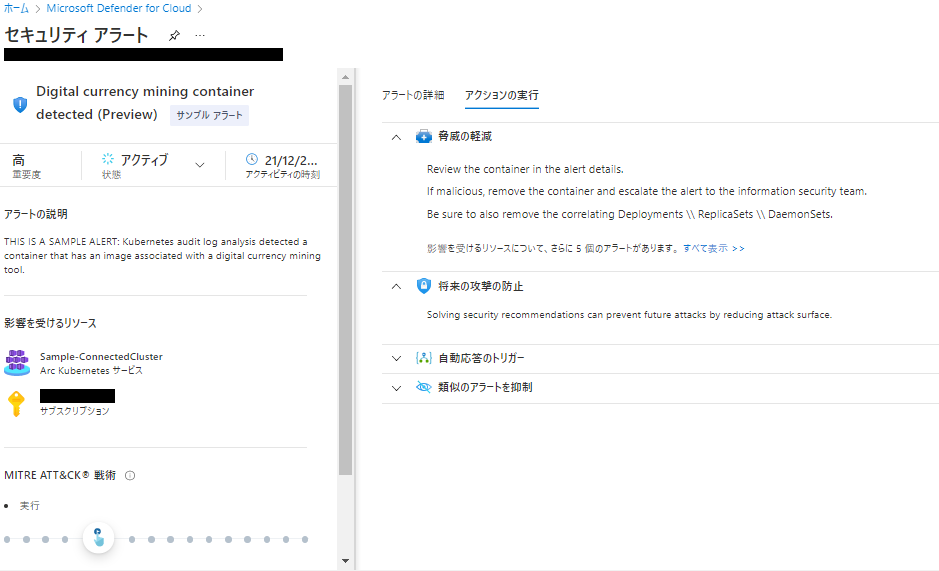 ホーム > Microsoft Defender for Cloud >
セキュリティ アラート ...
Digital currency mining container
detected (Preview) サンプル アラート
高
重要度
アクティブ
状態
21/12/2...
アクティビティの時刻
アラートの説明
THIS IS A SAMPLE ALERT: Kubernetes audit log analysis detected a
container that has an image associated with a digital currency mining
tool.
影響を受けるリソース
Sample-ConnectedCluster
Arc Kubernetes サービス
サブスクリプション
MITRE ATT&CK® 戦術
• 実行
アラートの詳細 アクションの実行
脅威の軽減
Review the container in the alert details.
If malicious, remove the container and escalate the alert to the information security team.
Be sure to also remove the correlating Deployments \\ ReplicaSets \\ DaemonSets.
影響を受けるリソースについて、さらに 5 個のアラートがあります。 すべて表示 >>
将来の攻撃の防止
Solving security recommendations can prevent future attacks by reducing attack surface.
自動応答のトリガー
類似のアラートを抑制